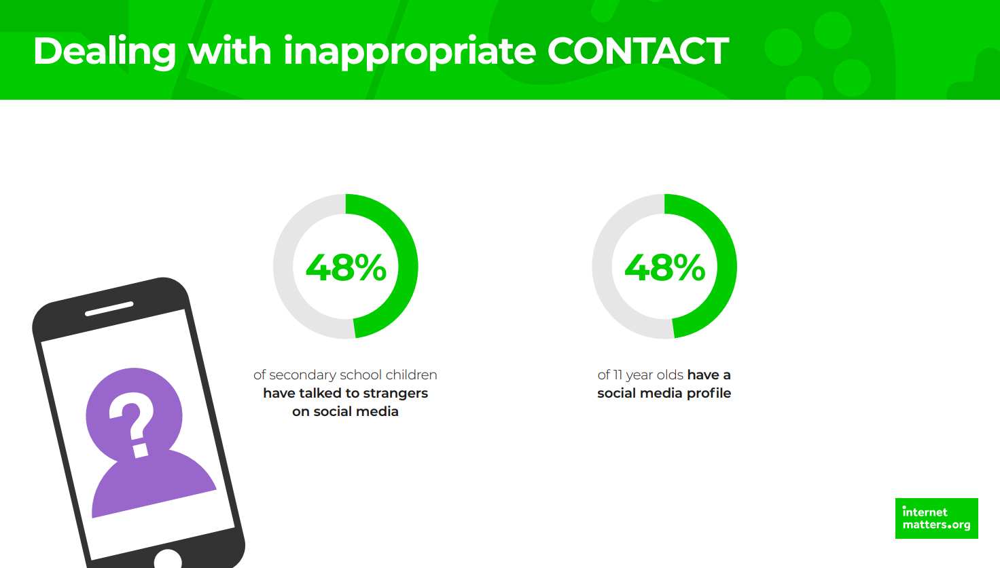 Dealing with inappropriate CONTACT
48%
of secondary school children
have talked to strangers
on social media
48%
of 11 year olds have a
social media profile
?
internet
matters.org